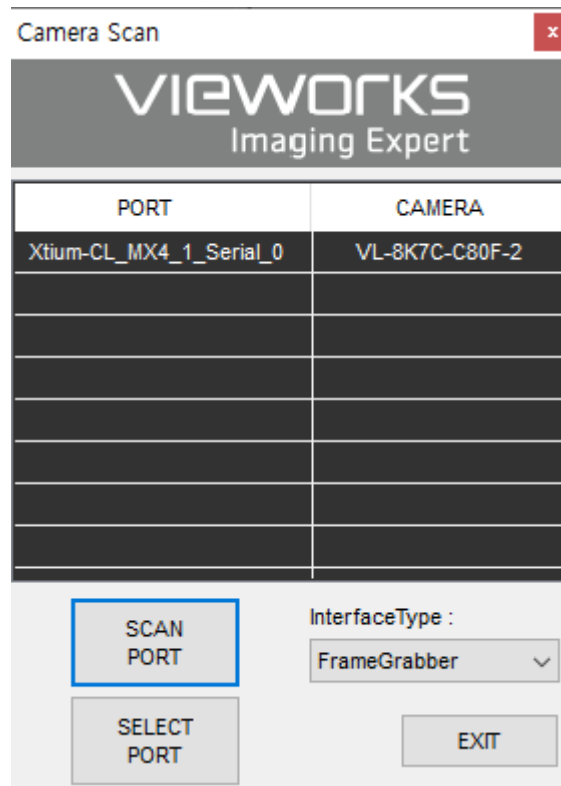 Camera Scan
x
vieworks
Imaging Expert
PORT CAMERA
Xtium-CL_MX4_1_Serial_0 VL-8K7C-C80F-2
SCAN
PORT
InterfaceType :
FrameGrabber
SELECT
PORT
EXIT